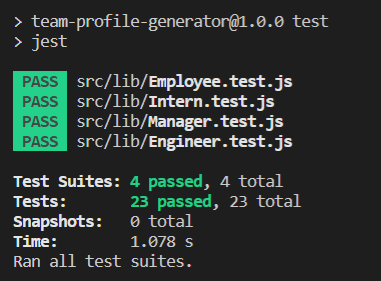 > team-profile-generator@1.0.0 test
> jest
PASS src/lib/Employee.test.js
PASS src/lib/Intern.test.js
PASS src/lib/Manager.test.js
PASS src/lib/Engineer.test.js
Test Suites: 4 passed, 4 total
Tests: 23 passed, 23 total
Snapshots: 0 total
Time: 1.078 s
Ran all test suites.